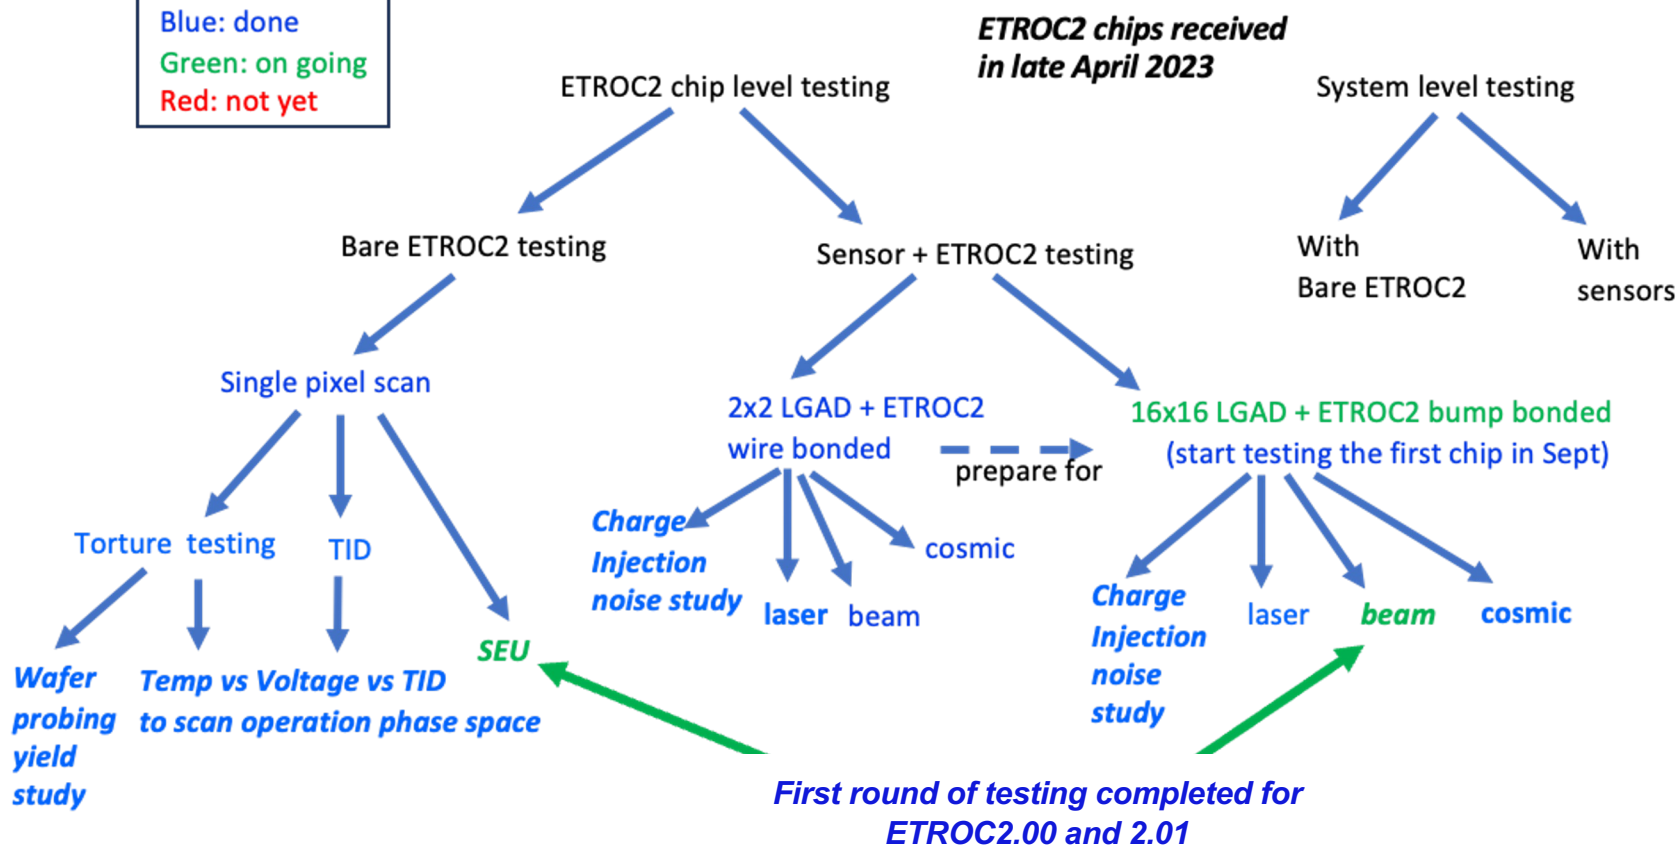 Blue: done
Green: on going
Red: not yet
ETROC2 chips received
in late April 2023
ETROC2 chip level testing
System level testing
Bare ETROC2 testing
Sensor + ETROC2 testing
With
Bare ETROC2
With
sensors
Single pixel scan
2x2 LGAD + ETROC2
wire bonded
prepare for
16x16 LGAD + ETROC2 bump bonded
(start testing the first chip in Sept)
Torture testing
TID
Charge
Injection
noise study
laser
beam
cosmic
Charge
Injection
noise
study
laser
beam
cosmic
SEU
Wafer
probing
yield
study
Temp vs Voltage vs TID
to scan operation phase space
First round of testing completed for
ETROC2.00 and 2.01